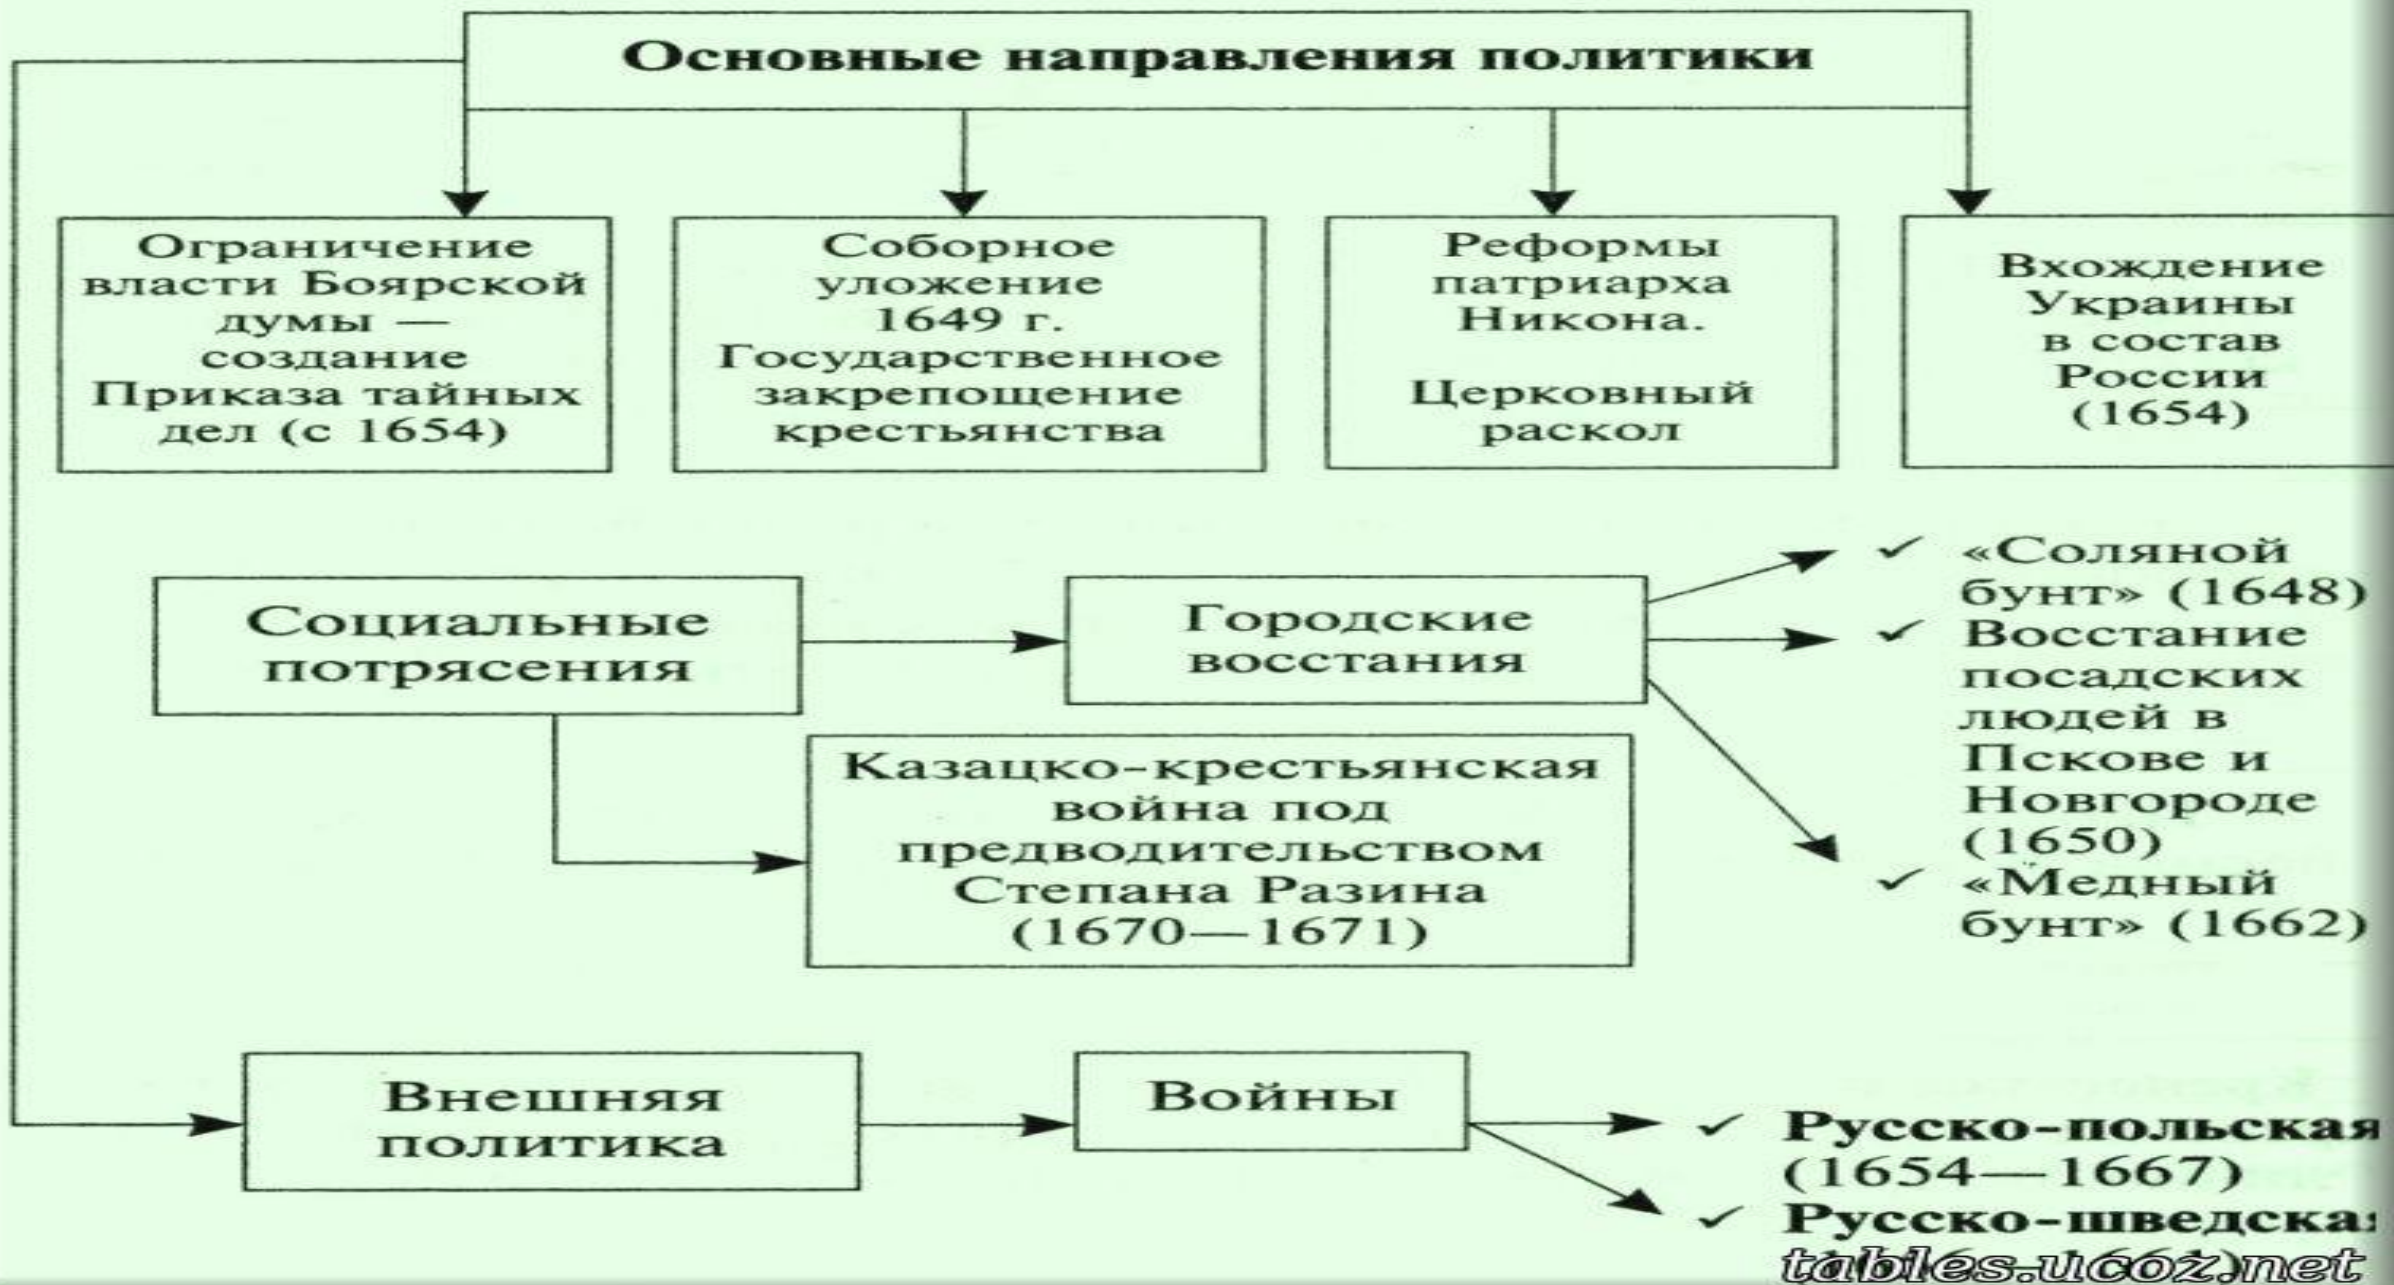 Основные направления политики
Ограничение
власти Боярской
думы —
создание
Приказа тайных
дел (с 1654)
Соборное
уложение
1649 г.
Государственное
закрепощение
крестьянства
Реформы
патриарха
Никона.
Церковный
раскол
Вхождение
Украины
в состав
России
(1654)
Социальные
потрясения
Городские
восстания
✓ «Соляной
бунт» (1648)
✓ Восстание
посадских
людей в
Пскове и
Новгороде
(1650)
✓ «Медный
бунт» (1662)
Казацко-крестьянская
война под
предводительством
Степана Разина
(1670—1671)
Внешняя
политика
Войны
✓ Русско-польская
(1654—1667)
✓ Русско-шведская
tables.ucoz.net